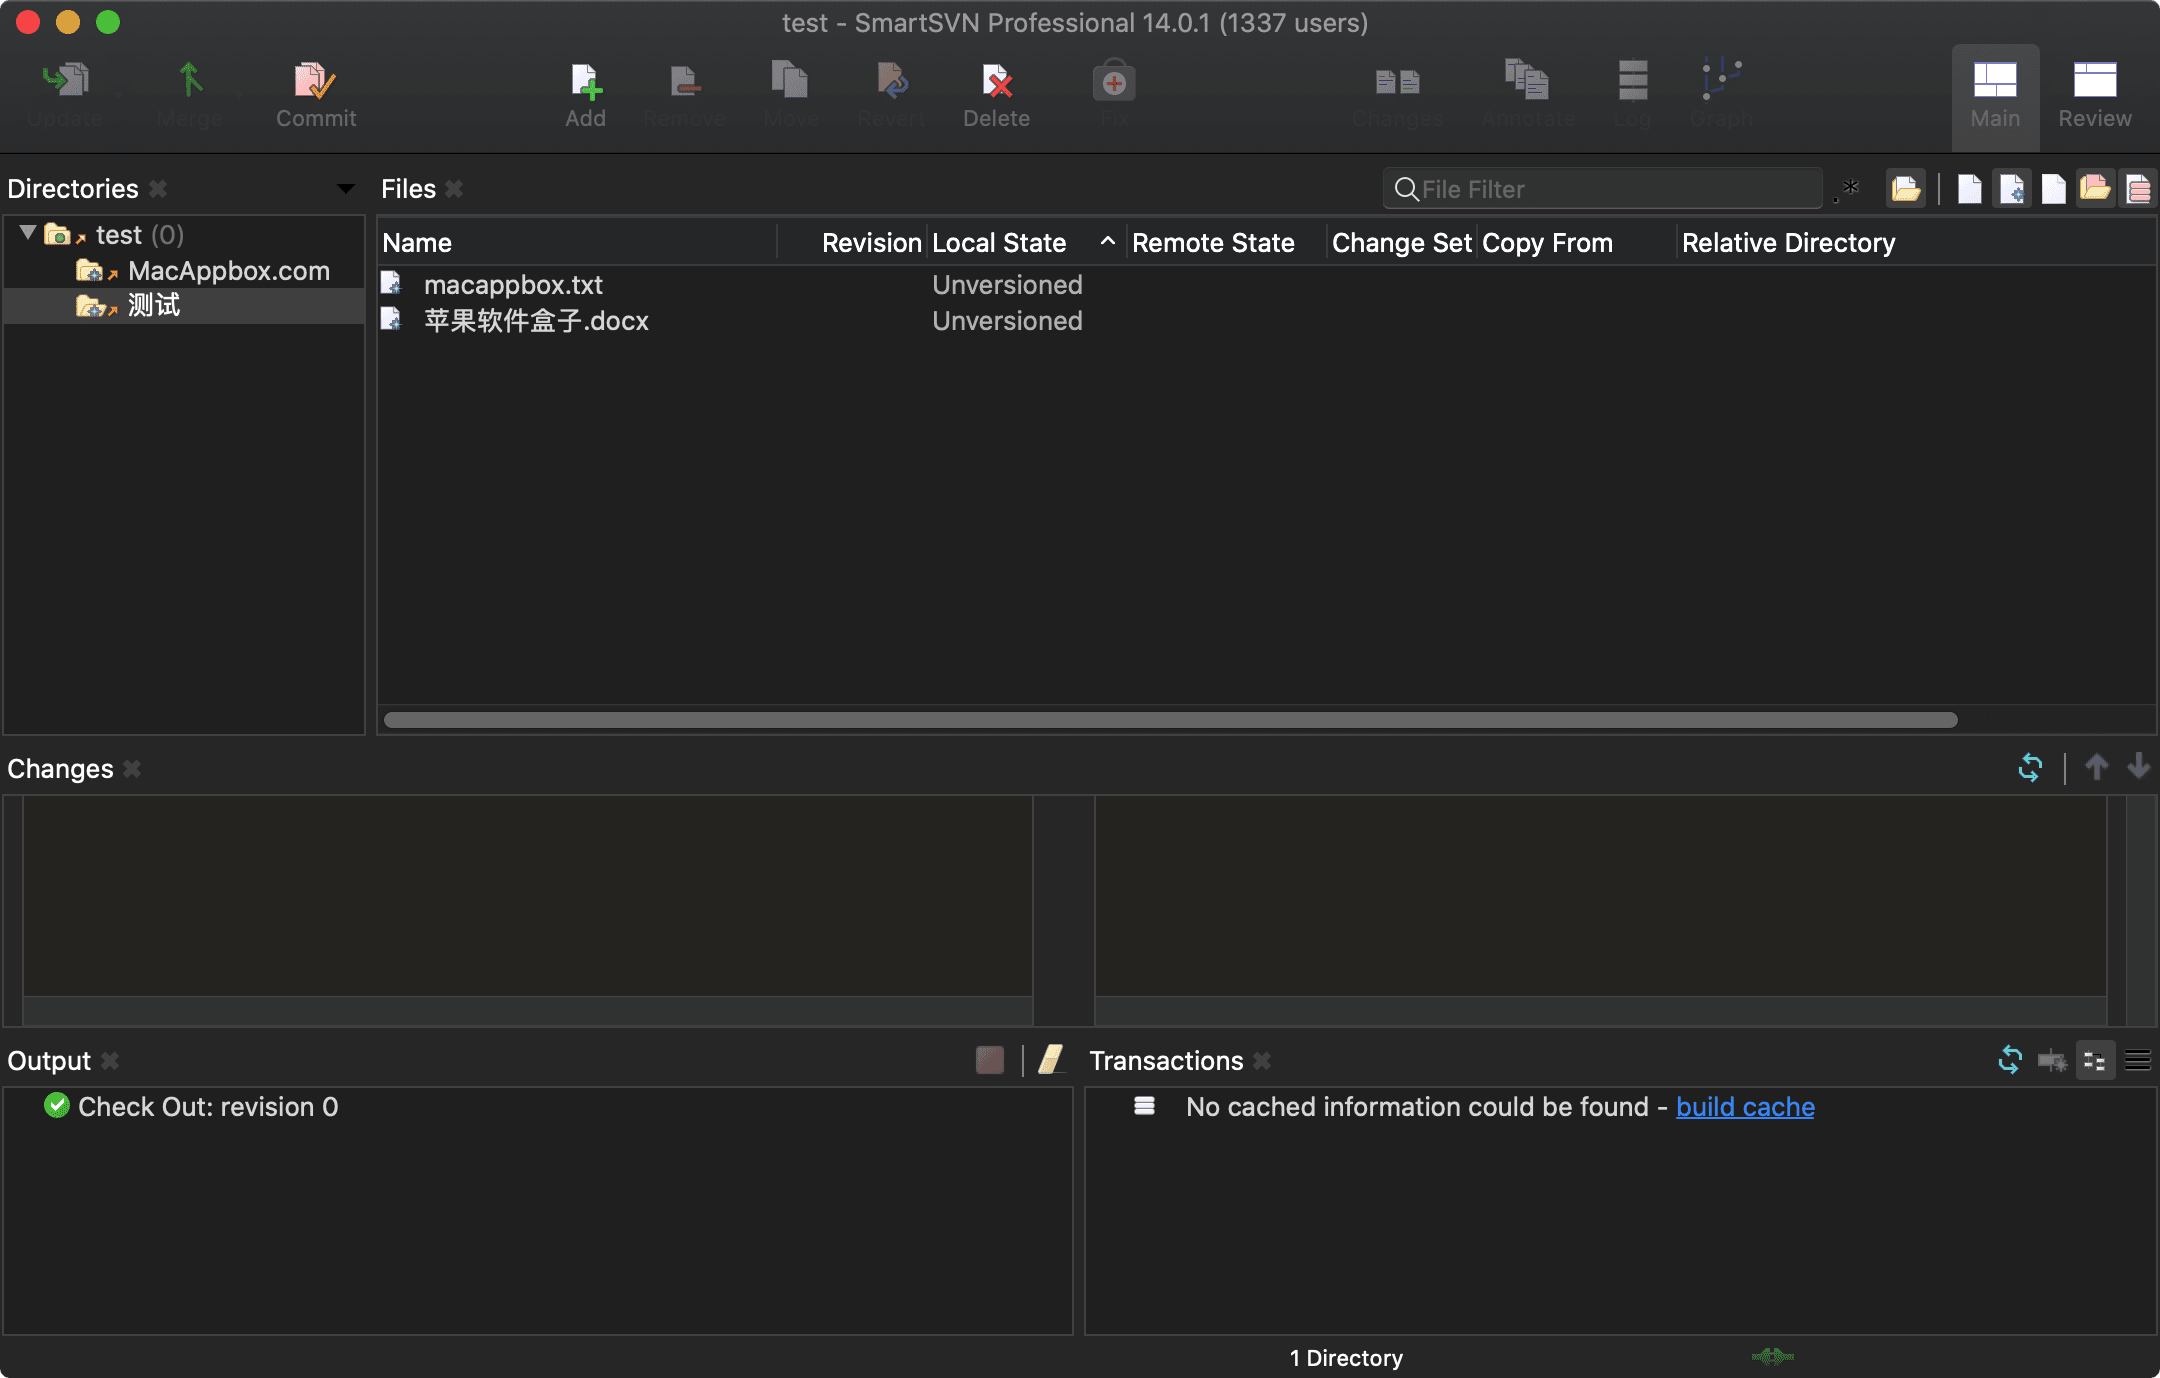 test - SmartSVN Professional 14.0.1 (1337 users)
Update Merge Commit Add Remove Move Revert Delete Fix Changes Annotate Log Graph Main Review
Directories Files File Filter .*
test (0)
MacAppbox.com
测试
Name Revision Local State Remote State Change Set Copy From Relative Directory
macappbox.txt Unversioned
苹果软件盒子.docx Unversioned
Changes
Output
Check Out: revision 0
Transactions
No cached information could be found - build cache
1 Directory